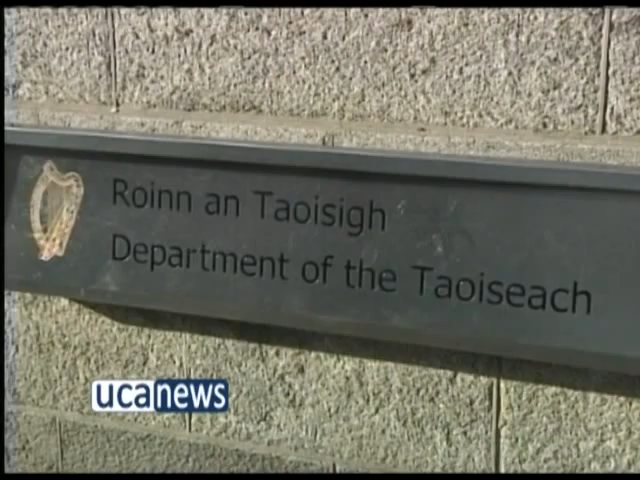 Roinn an Taoisigh
Department of the Taoiseach
ucanews